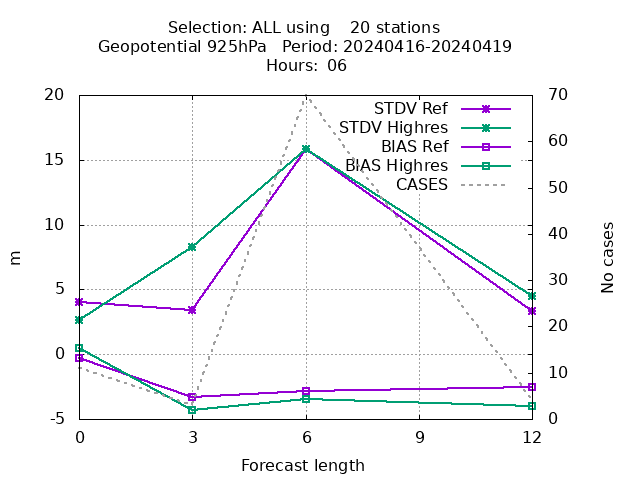 Selection: ALL using    20 stations
Geopotential 925hPa   Period: 20240416-20240419
Hours: 06
20
15
10
5
0
-5
m
STDV Ref
STDV Highres
BIAS Ref
BIAS Highres
CASES
70
60
50
40
30
20
10
0
No cases
0
3
6
9
12
Forecast length